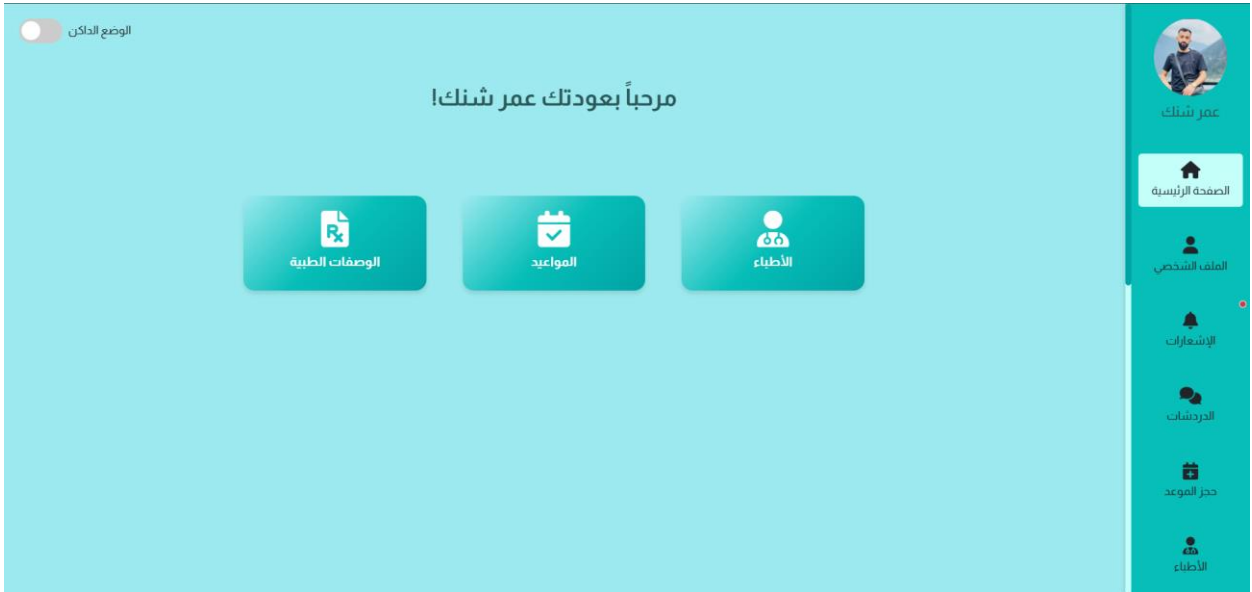 الوضع الداكن
عمر شنك
مرحباً بعودتك عمر شنك!
الصفحة الرئيسية
الملف الشخصي
الإشعارات
الدردشات
حجز الموعد
الأطباء
الأطباء
المواعيد
الوصفات الطبية
Rx